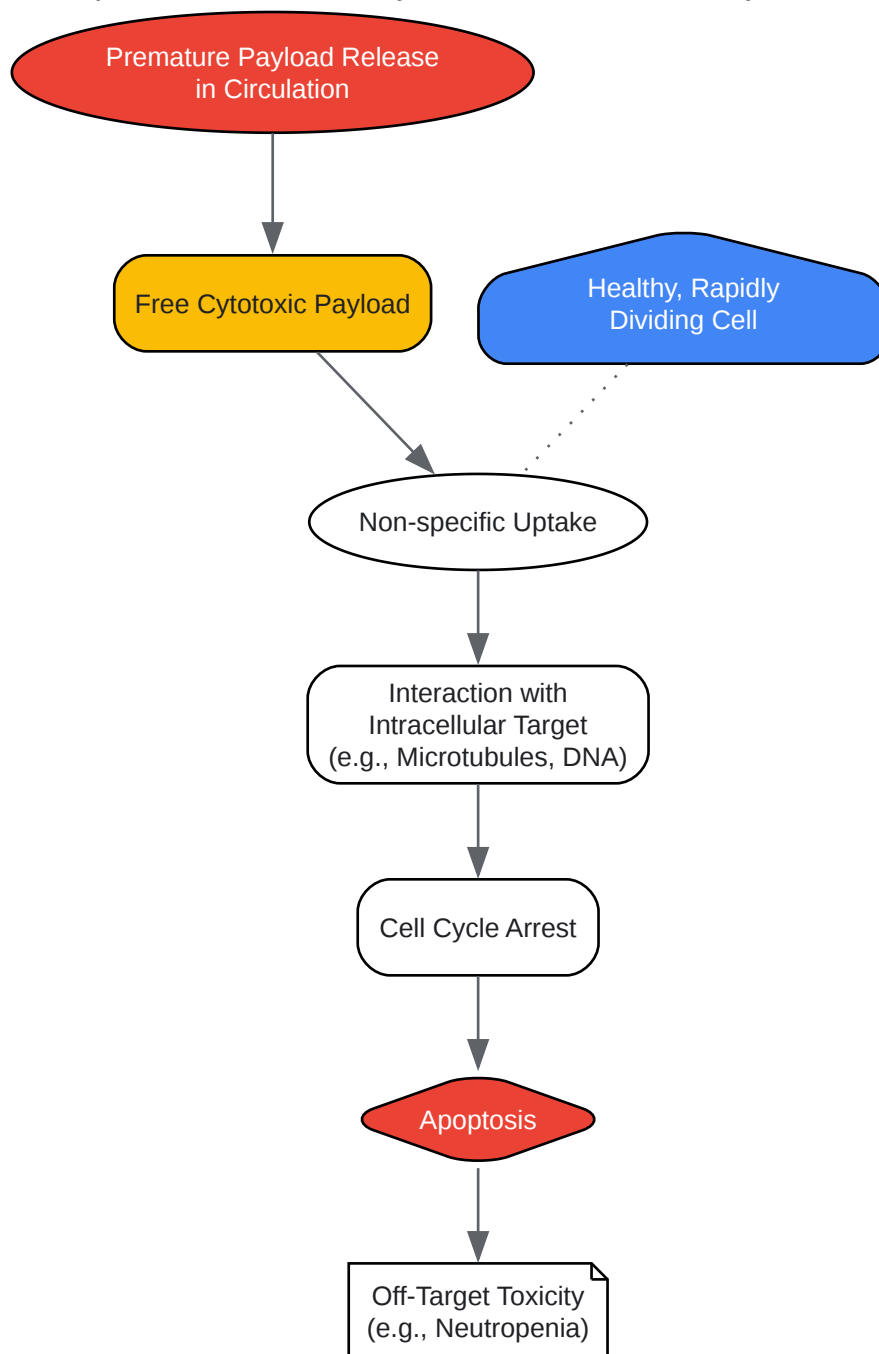 Premature Payload Release
in Circulation
Free Cytotoxic Payload
Healthy, Rapidly
Dividing Cell
Non-specific Uptake
Interaction with
Intracellular Target
(e.g., Microtubules, DNA)
Cell Cycle Arrest
Apoptosis
Off-Target Toxicity
(e.g., Neutropenia)